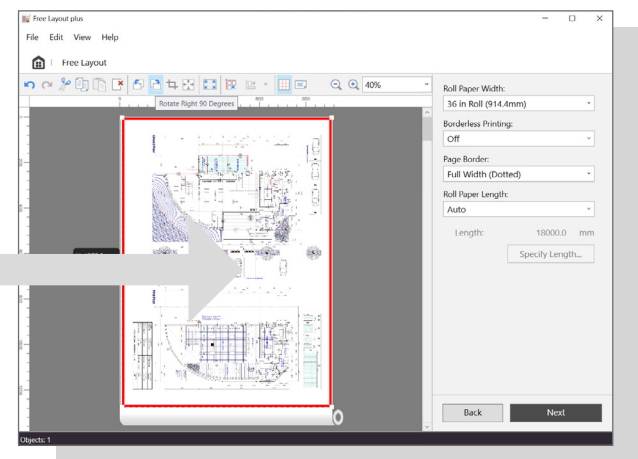 Free Layout plus
File Edit View Help
Free Layout
40%
Rotate Right 90 Degrees
Roll Paper Width:
36 in Roll (914.4mm)
Borderless Printing:
Off
Page Border:
Full Width (Dotted)
Roll Paper Length:
Auto
Length: 18000.0 mm
Specify Length...
Back Next
Objects: 1